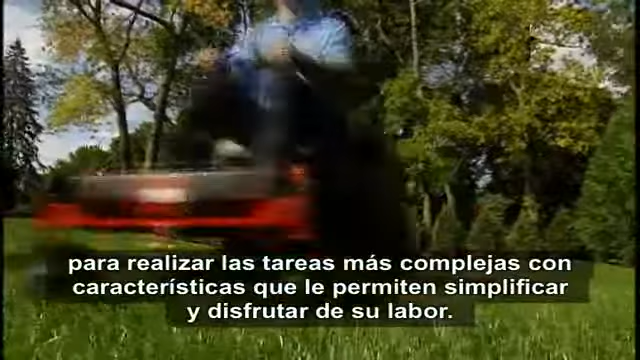 para realizar las tareas más complejas con
características que le permiten simplificar
y disfrutar de su labor.